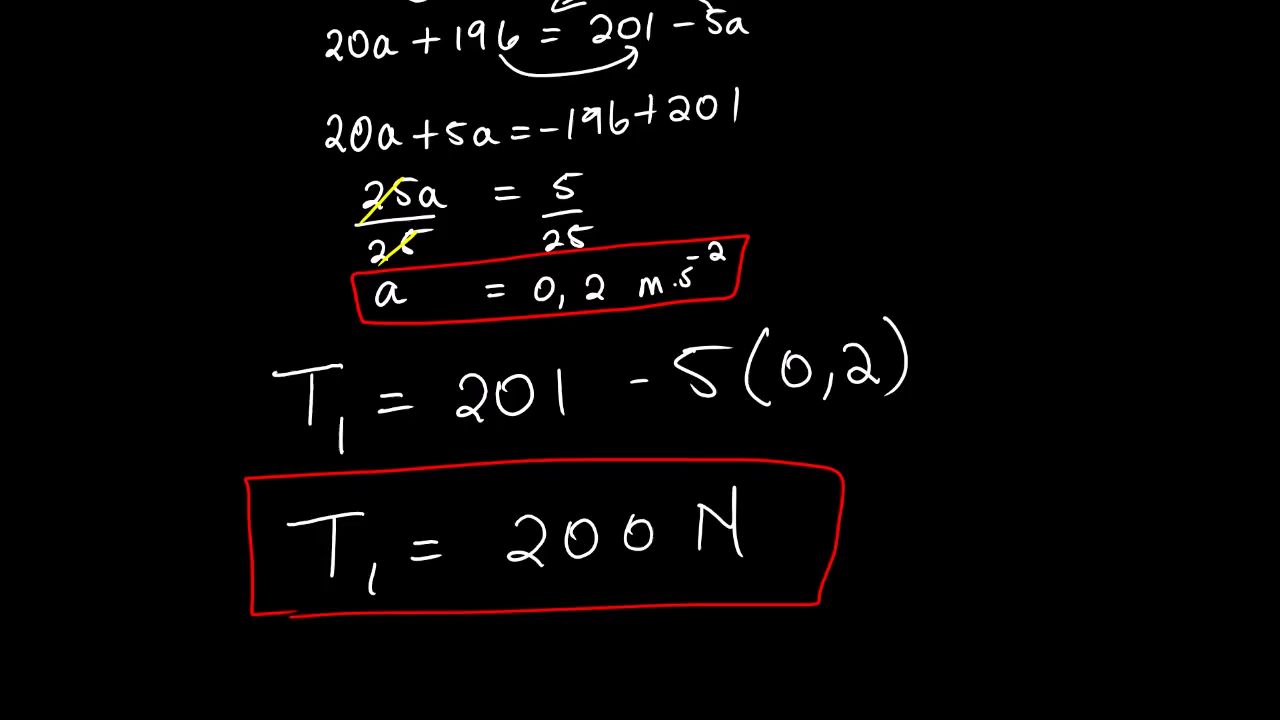 20a + 196 = 201 - 5a
20a + 5a = -196 + 201
25a/25 = 5/25
a = 0,2 m.s⁻²
T₁ = 201 - 5(0,2)
T₁ = 200 N